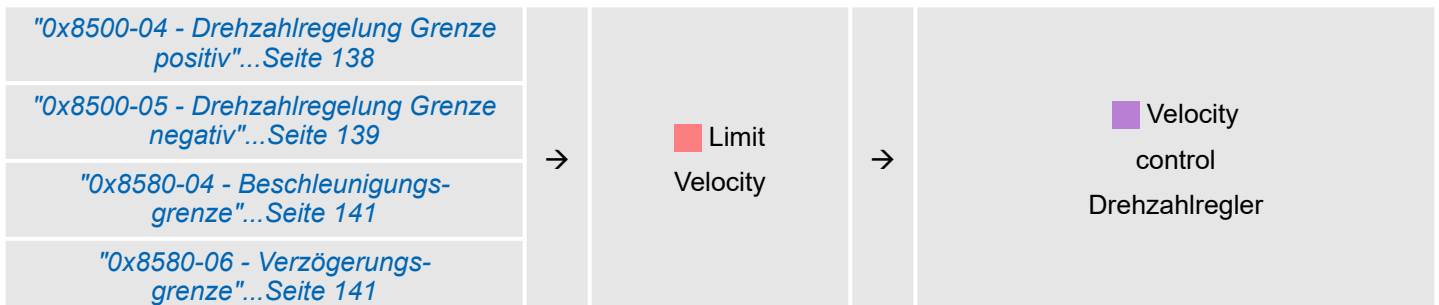 "0x8500-04 - Drehzahlregelung Grenze
positiv"...Seite 138
"0x8500-05 - Drehzahlregelung Grenze
negativ"...Seite 139
"0x8580-04 - Beschleunigungs-
grenze"...Seite 141
"0x8580-06 - Verzögerungs-
grenze"...Seite 141
→
Limit
Velocity
→
Velocity
control
Drehzahlregler